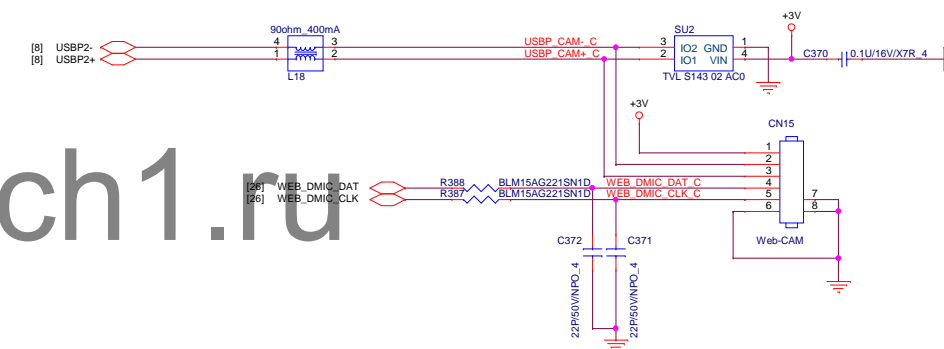 90ohm_400mA
[8] USBP2- 4 3 USBP_CAM-_C
[8] USBP2+ 1 2 USBP_CAM+_C
L18
SU2
3 IO2 GND 1
2 IO1 VIN 4
TVL S143 02 AC0
+3V
C370 0.1U/16V/X7R_4
+3V
CN15
1
2
3
4
5
6
7
8
Web-CAM
[26] WEB_DMIC_DAT R388 BLM15AG221SN1D WEB_DMIC_DAT_C
[26] WEB_DMIC_CLK R387 BLM15AG221SN1D WEB_DMIC_CLK_C
C372 C371
22P/50V/NPO_4
22P/50V/NPO_4
ch1.ru